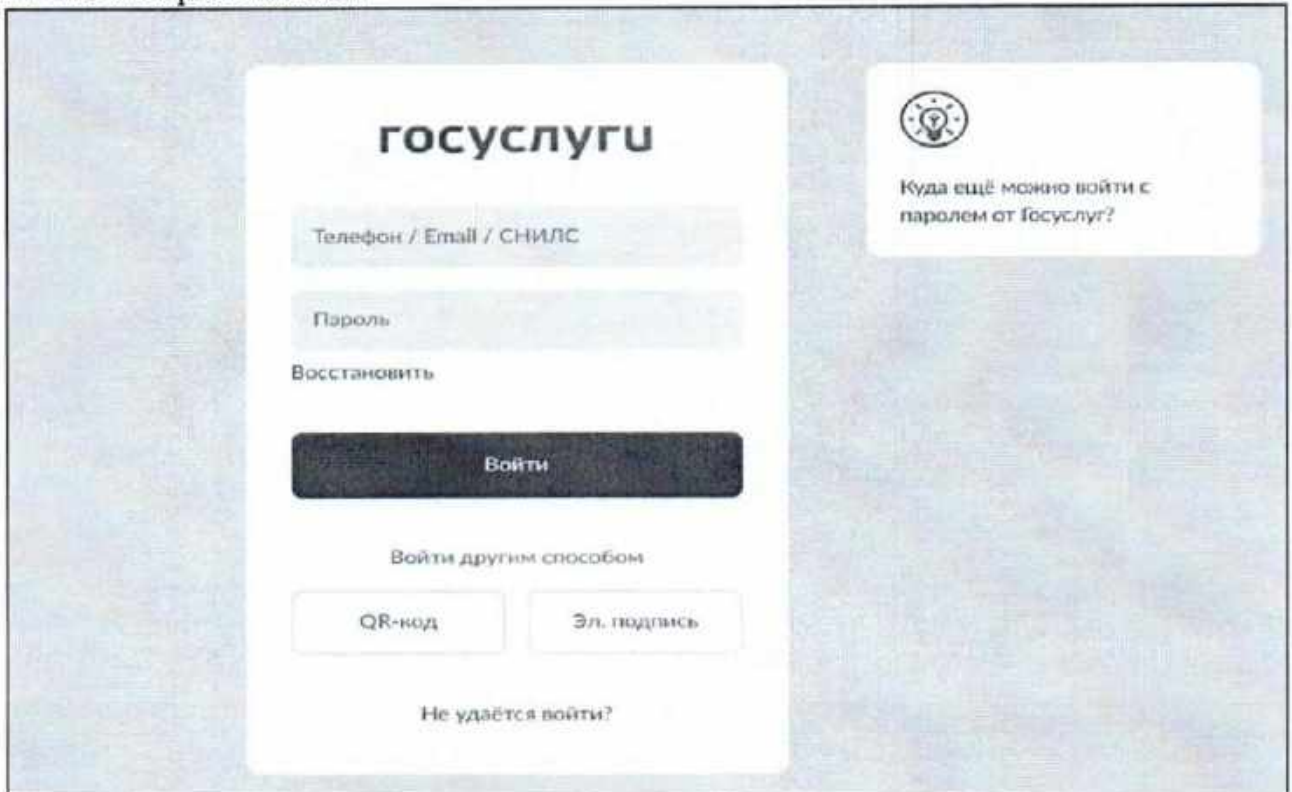 госуслуги
Телефон / Email / СНИЛС
Пароль
Восстановить
Войти
Войти другим способом
QR-код
Эл. подпись
Не удаётся войти?
Куда ещё можно войти с
паролем от Госуслуг?